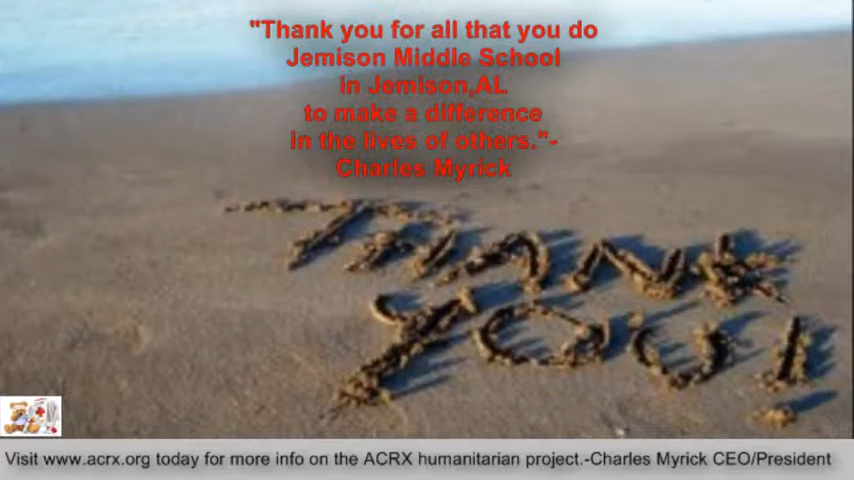 "Thank you for all that you do
Jemison Middle School
in Jemison,AL
to make a difference
in the lives of others."-
Charles Myrick
THANK
YOU!
Visit www.acrx.org today for more info on the ACRX humanitarian project.-Charles Myrick CEO/President